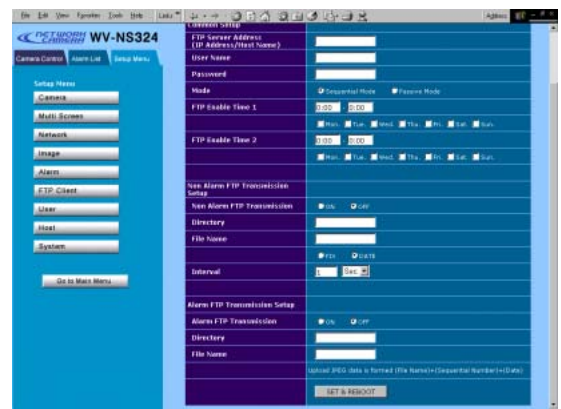 File Edit View Favorites Tools Help Links Address
NETWORK CAMERA WV-NS324
Camera Control Alarm List Setup Menu
Setup Menu
Camera
Multi Screen
Network
Image
Alarm
FTP Client
User
Host
System
Go to Main Menu
Common Setup
FTP Server Address
(IP Address/Host Name)
User Name
Password
Mode Sequential Mode Passive Mode
FTP Enable Time 1 0:00 - 0:00
Mon. Tue. Wed. Thu. Fri. Sat. Sun.
FTP Enable Time 2 0:00 - 0:00
Mon. Tue. Wed. Thu. Fri. Sat. Sun.
Non Alarm FTP Transmission
Setup
Non Alarm FTP Transmission ON OFF
Directory
File Name
FIX DATE
Interval 1 Sec
Alarm FTP Transmission Setup
Alarm FTP Transmission ON OFF
Directory
File Name
Upload JPEG data is formed (File Name)+(Sequential Number)+(Date)
SET & REBOOT